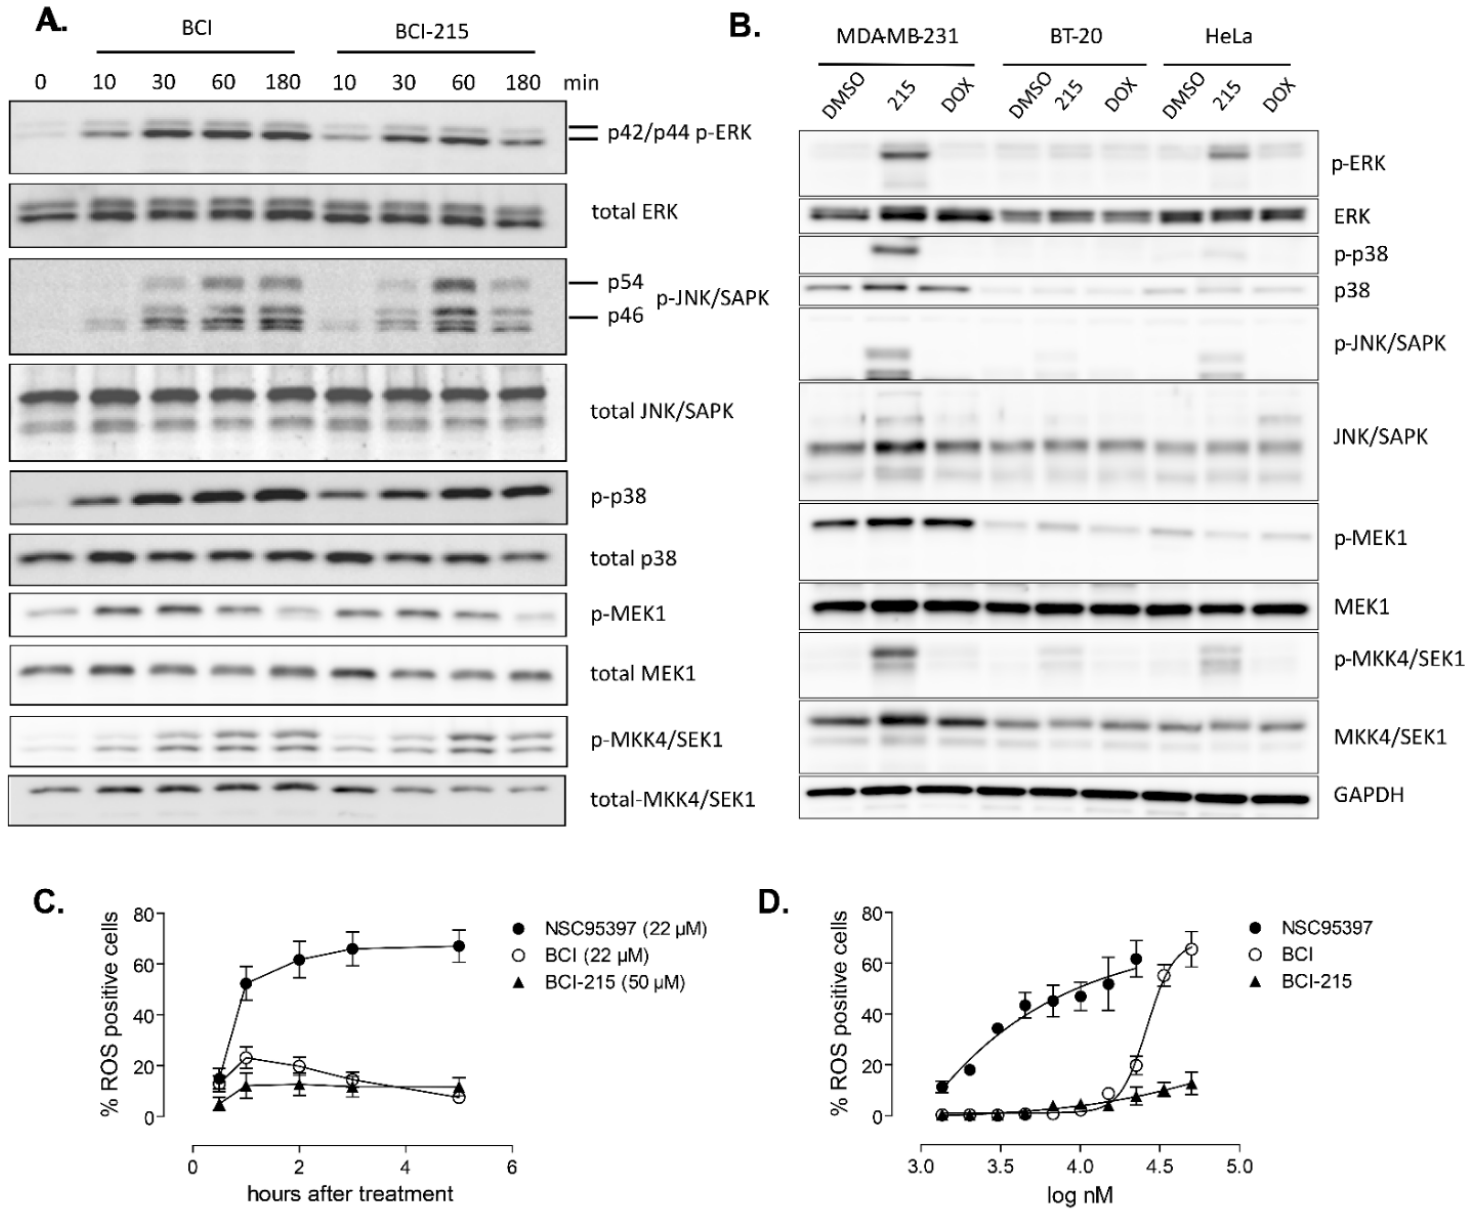 A.
BCI
BCI-215
0 10 30 60 180 10 30 60 180 min
p42/p44 p-ERK
total ERK
p54
p-JNK/SAPK
p46
total JNK/SAPK
p-p38
total p38
p-MEK1
total MEK1
p-MKK4/SEK1
total-MKK4/SEK1
B.
MDA-MB-231 BT-20 HeLa
DMSO 215 DOX DMSO 215 DOX DMSO 215 DOX
p-ERK
ERK
p-p38
p38
p-JNK/SAPK
JNK/SAPK
p-MEK1
MEK1
p-MKK4/SEK1
MKK4/SEK1
GAPDH
C.
% ROS positive cells
80
60
40
20
0
0 2 4 6
hours after treatment
NSC95397 (22 µM)
BCI (22 µM)
BCI-215 (50 µM)
D.
% ROS positive cells
80
60
40
20
0
3.0 3.5 4.0 4.5 5.0
log nM
NSC95397
BCI
BCI-215